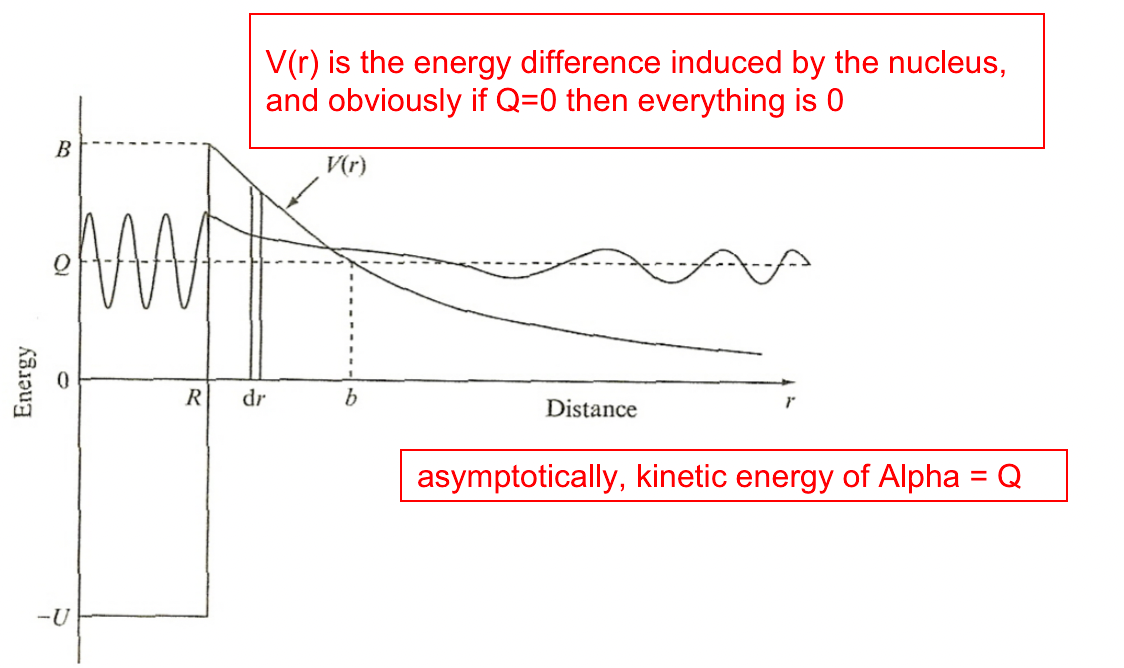 V(r) is the energy difference induced by the nucleus,
and obviously if Q=0 then everything is 0
B
V(r)
Q
Energy
0
R
dr
b
Distance
r
asymptotically, kinetic energy of Alpha = Q
-U